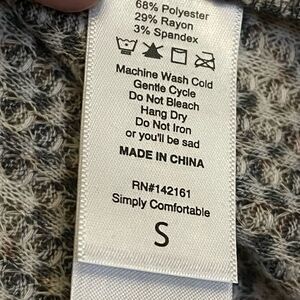 68% Polyester
29% Rayon
3% Spandex
Machine Wash Cold
Gentle Cycle
Do Not Bleach
Hang Dry
Do Not Iron
or you'll be sad
MADE IN CHINA
RN#142161
Simply Comfortable
S